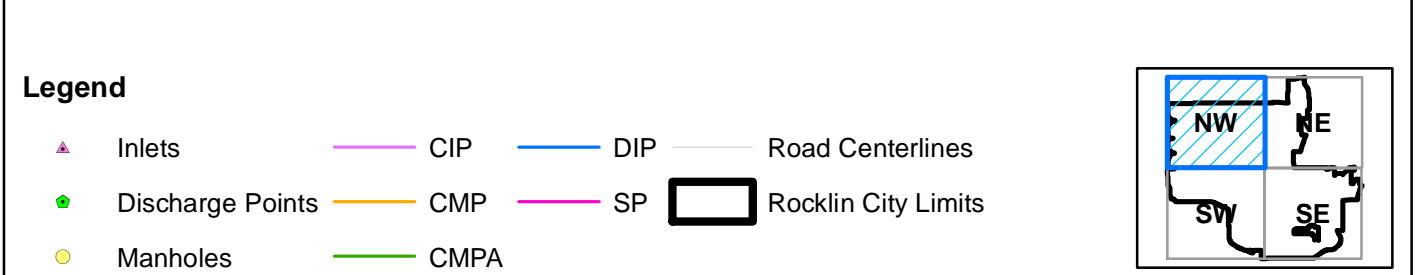 Legend
Inlets CIP DIP Road Centerlines
Discharge Points CMP SP Rocklin City Limits
Manholes CMPA
NW NE
SW SE